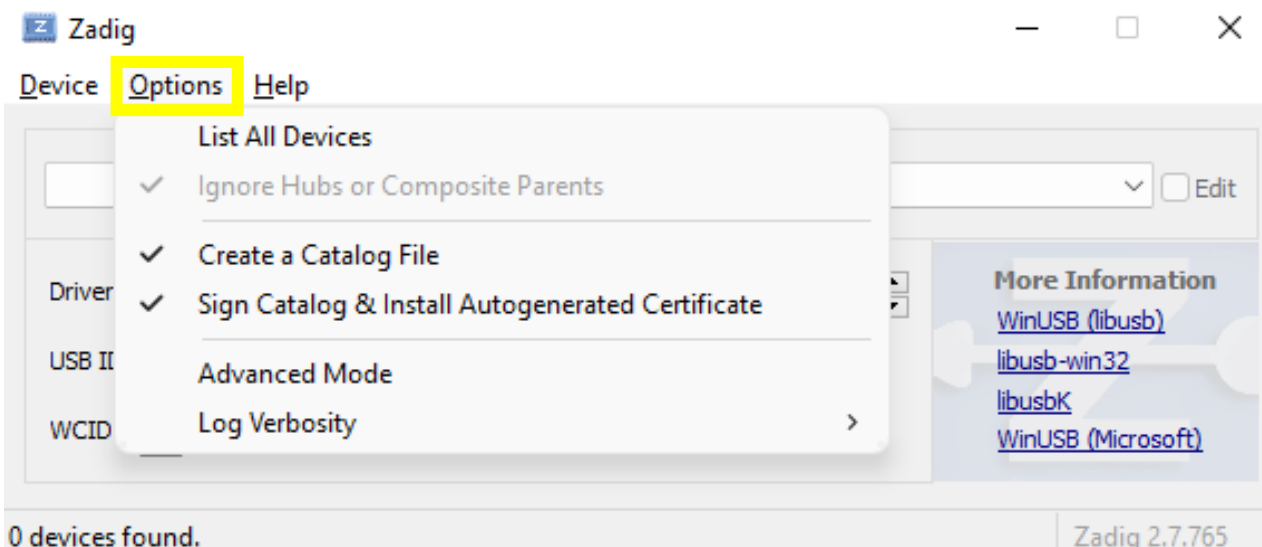 Zadig
Device Options Help
List All Devices
Ignore Hubs or Composite Parents
Edit
Create a Catalog File
Driver
Sign Catalog & Install Autogenerated Certificate
More Information
WinUSB (libusb)
USB ID
libusb-win32
Advanced Mode
libusbK
WCID
Log Verbosity
WinUSB (Microsoft)
0 devices found.
Zadig 2.7.765